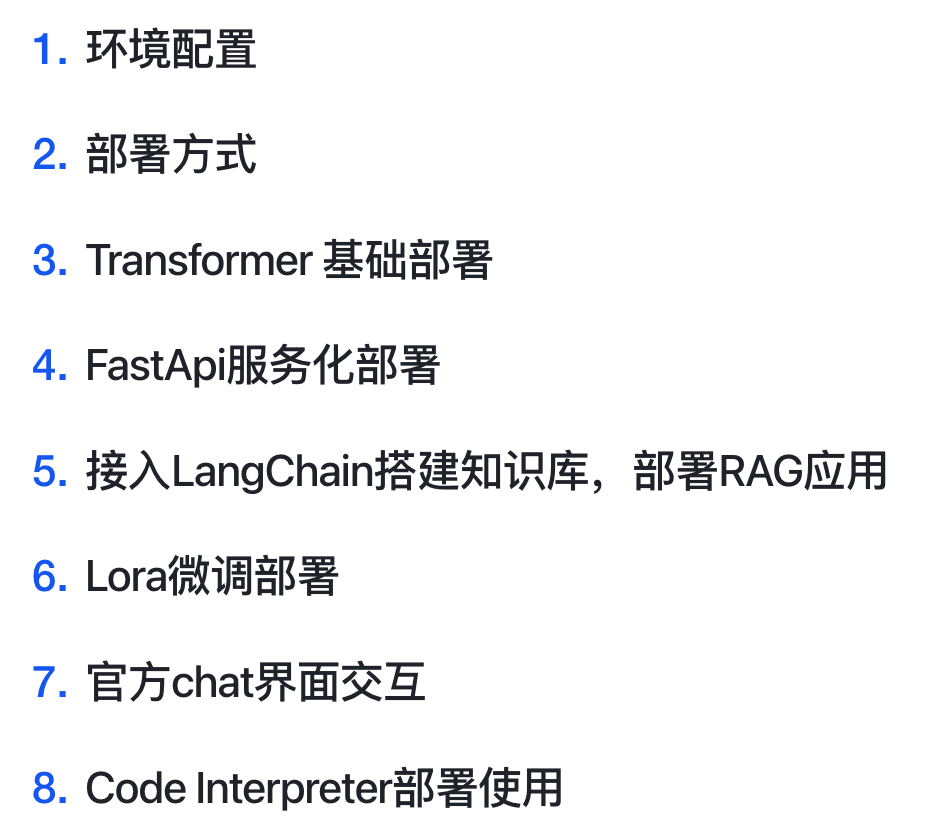 1. 环境配置
2. 部署方式
3. Transformer 基础部署
4. FastApi服务化部署
5. 接入LangChain搭建知识库，部署RAG应用
6. Lora微调部署
7. 官方chat界面交互
8. Code Interpreter部署使用